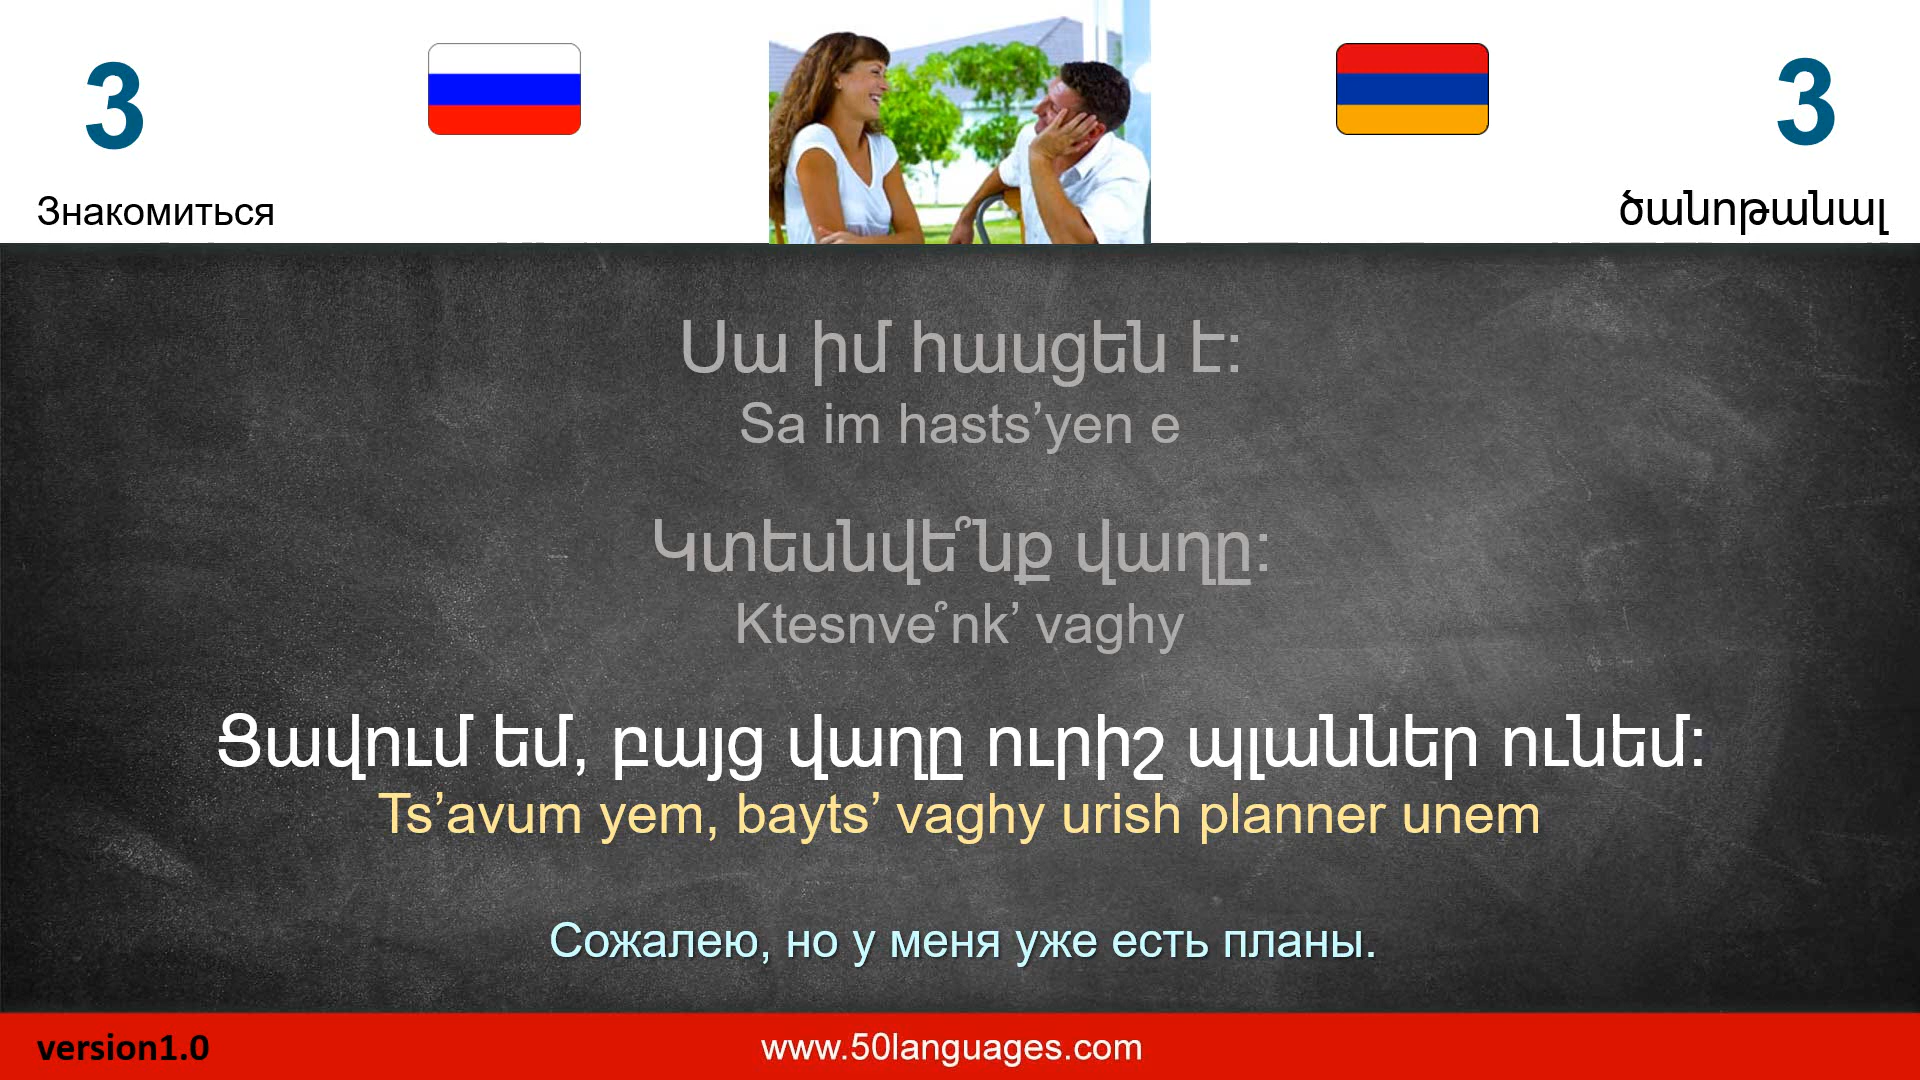 3
3
Знакомиться
ծանոթանալ
Սա իմ հասցեն է:
Sa im hasts’yen e
Կտեսնվե՞նք վաղը:
Ktesnve՞nk’ vaghy
Ցավում եմ, բայց վաղը ուրիշ պլաններ ունեմ:
Ts’avum yem, bayts’ vaghy urish planner unem
Сожалею, но у меня уже есть планы.
version1.0
www.50languages.com